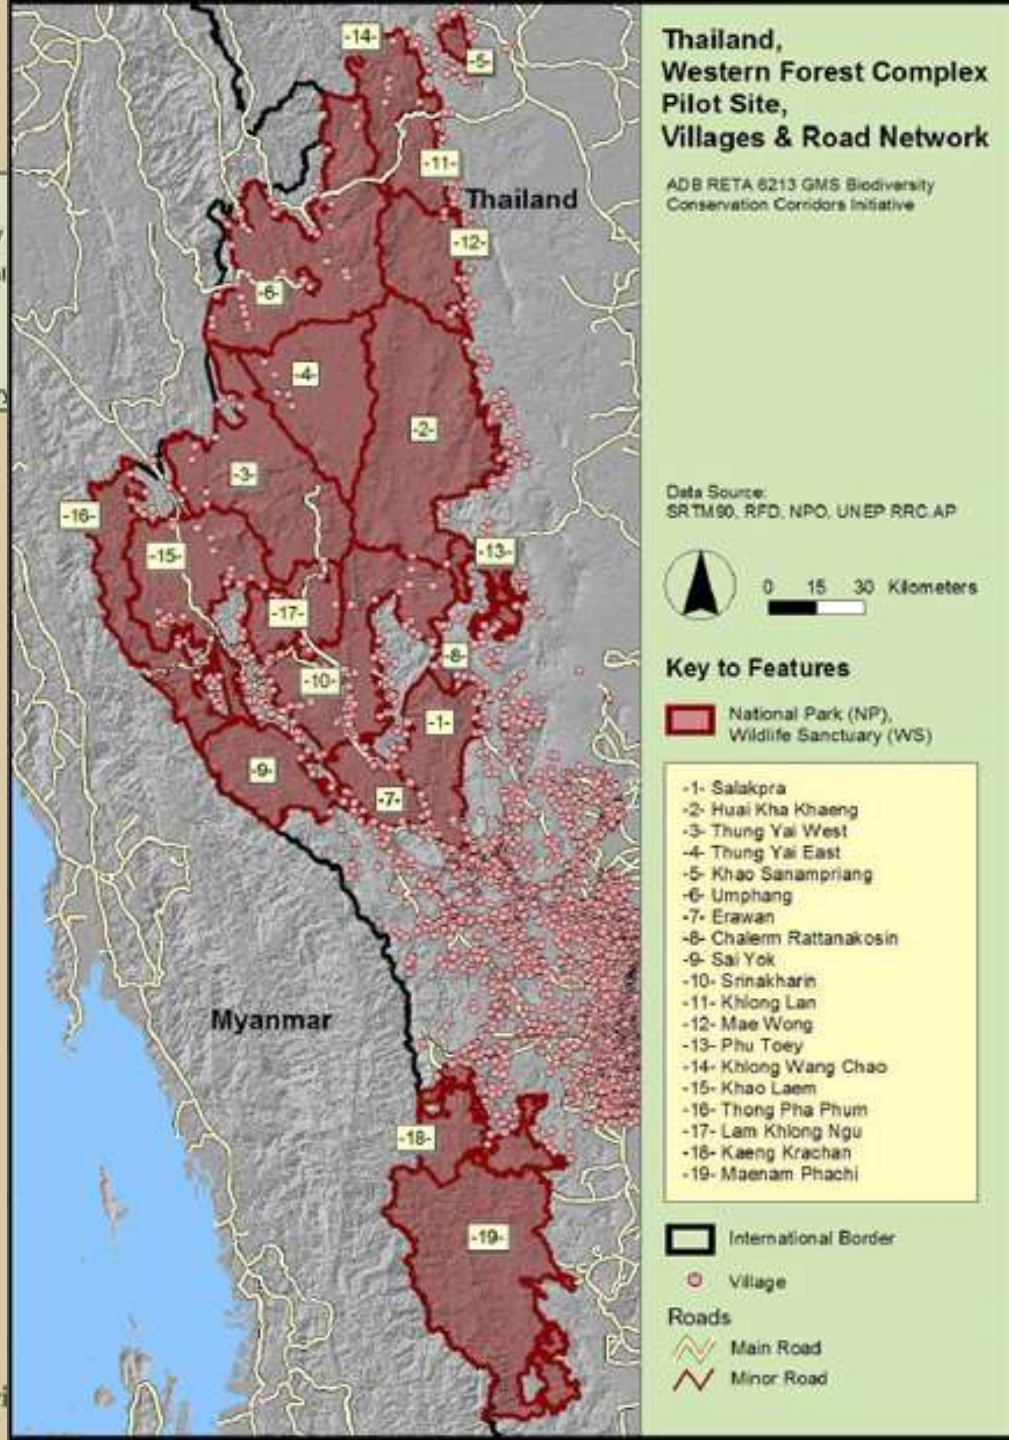 Thailand,
Western Forest Complex
Pilot Site,
Villages & Road Network
ADB RETA 6213 GMS Biodiversity
Conservation Corridors Initiative
-14-
-5-
-11-
Thailand
-12-
-6-
-4-
-2-
-3-
-16-
-15-
-13-
-17-
-8-
-10-
-1-
-9-
-7-
Myanmar
-18-
-19-
Data Source:
SRTM90, RFD, NPO, UNEP RRC.AP
0 15 30 Kilometers
Key to Features
National Park (NP),
Wildlife Sanctuary (WS)
-1- Salakpra
-2- Huai Kha Khaeng
-3- Thung Yai West
-4- Thung Yai East
-5- Khao Sanampriang
-6- Umphang
-7- Erawan
-8- Chalerm Rattanakosin
-9- Sai Yok
-10- Srinakharin
-11- Khlong Lan
-12- Mae Wong
-13- Phu Toey
-14- Khlong Wang Chao
-15- Khao Laem
-16- Thong Pha Phum
-17- Lam Khlong Ngu
-18- Kaeng Krachan
-19- Maenam Phachi
International Border
Village
Roads
Main Road
Minor Road